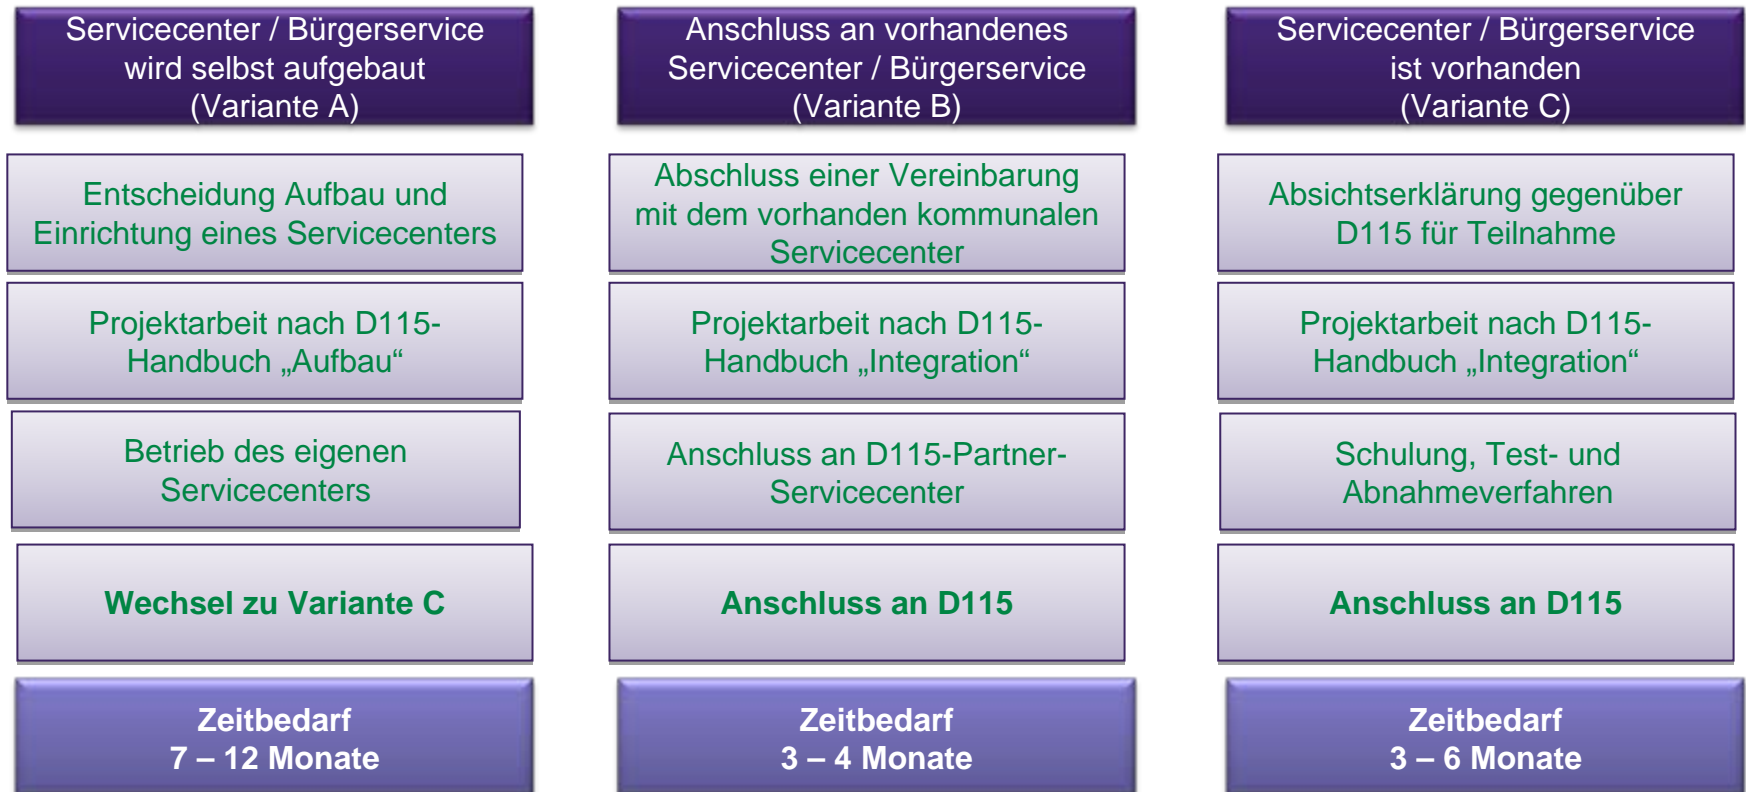 Servicecenter / Bürgerservice
wird selbst aufgebaut
(Variante A)
Entscheidung Aufbau und
Einrichtung eines Servicecenters
Projektarbeit nach D115-
Handbuch „Aufbau“
Betrieb des eigenen
Servicecenters
Wechsel zu Variante C
Zeitbedarf
7 – 12 Monate
Anschluss an vorhandenes
Servicecenter / Bürgerservice
(Variante B)
Abschluss einer Vereinbarung
mit dem vorhanden kommunalen
Servicecenter
Projektarbeit nach D115-
Handbuch „Integration“
Anschluss an D115-Partner-
Servicecenter
Anschluss an D115
Zeitbedarf
3 – 4 Monate
Servicecenter / Bürgerservice
ist vorhanden
(Variante C)
Absichtserklärung gegenüber
D115 für Teilnahme
Projektarbeit nach D115-
Handbuch „Integration“
Schulung, Test- und
Abnahmeverfahren
Anschluss an D115
Zeitbedarf
3 – 6 Monate